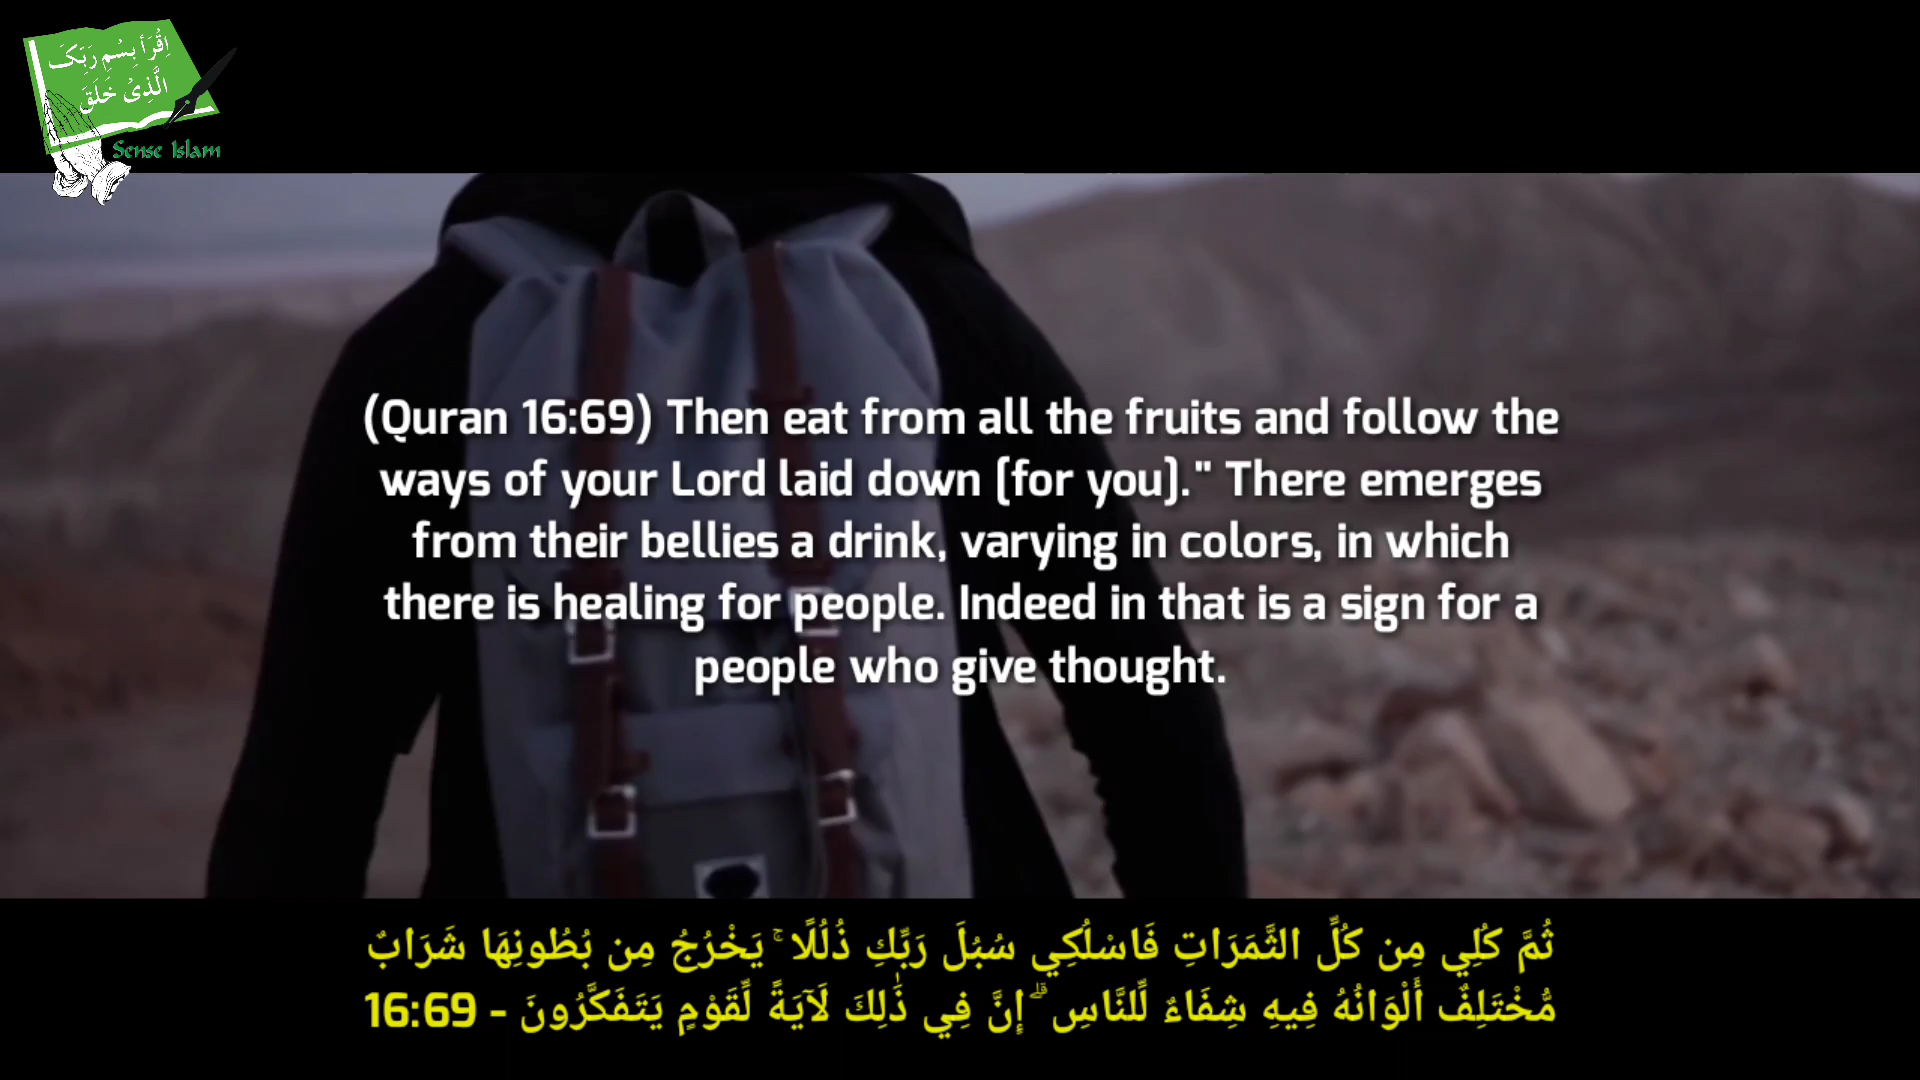 اِقْرَأْ بِسْمِ رَبِّكَ
الَّذِىْ خَلَقَ
Sense Islam
(Quran 16:69) Then eat from all the fruits and follow the
ways of your Lord laid down [for you]." There emerges
from their bellies a drink, varying in colors, in which
there is healing for people. Indeed in that is a sign for a
people who give thought.
ثُمَّ كُلِي مِن كُلِّ الثَّمَرَاتِ فَاسْلُكِي سُبُلَ رَبِّكِ ذُلُلًا ۚ يَخْرُجُ مِن بُطُونِهَا شَرَابٌ
مُّخْتَلِفٌ أَلْوَانُهُ فِيهِ شِفَاءٌ لِّلنَّاسِ ۗ إِنَّ فِي ذَٰلِكَ لَآيَةً لِّقَوْمٍ يَتَفَكَّرُونَ - 16:69